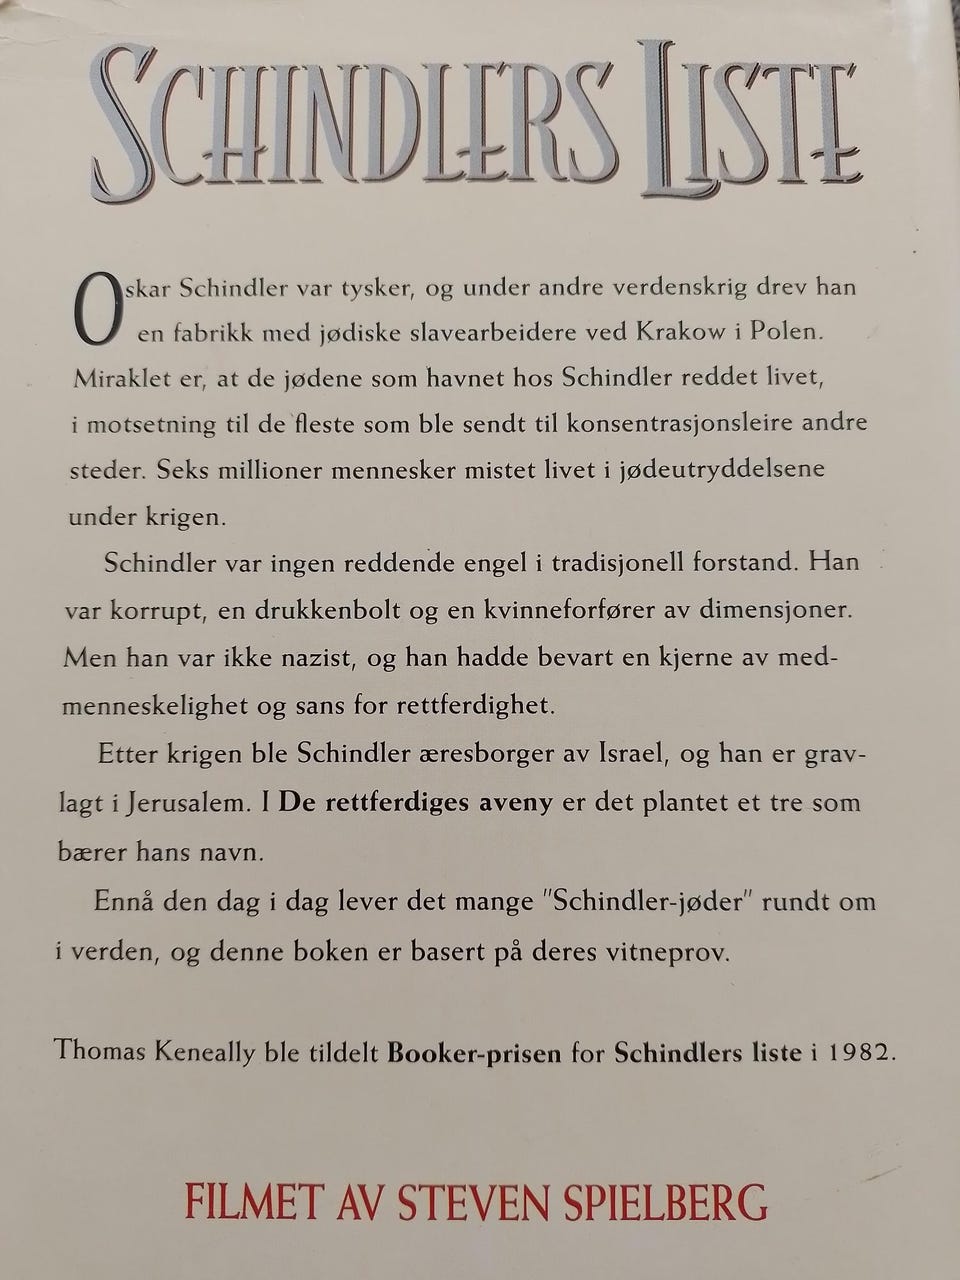 SCHINDLERS LISTE
Oskar Schindler var tysker, og under andre verdenskrig drev han
en fabrikk med jødiske slavearbeidere ved Krakow i Polen.
Miraklet er, at de jødene som havnet hos Schindler reddet livet,
i motsetning til de fleste som ble sendt til konsentrasjonsleire andre
steder. Seks millioner mennesker mistet livet i jødeutryddelsene
under krigen.
Schindler var ingen reddende engel i tradisjonell forstand. Han
var korrupt, en drukkenbolt og en kvinneforfører av dimensjoner.
Men han var ikke nazist, og han hadde bevart en kjerne av med-
menneskelighet og sans for rettferdighet.
Etter krigen ble Schindler æresborger av Israel, og han er grav-
lagt i Jerusalem. I De rettferdiges aveny er det plantet et tre som
bærer hans navn.
Ennå den dag i dag lever det mange "Schindler-jøder" rundt om
i verden, og denne boken er basert på deres vitneprov.
Thomas Keneally ble tildelt Booker-prisen for Schindlers liste i 1982.
FILMET AV STEVEN SPIELBERG